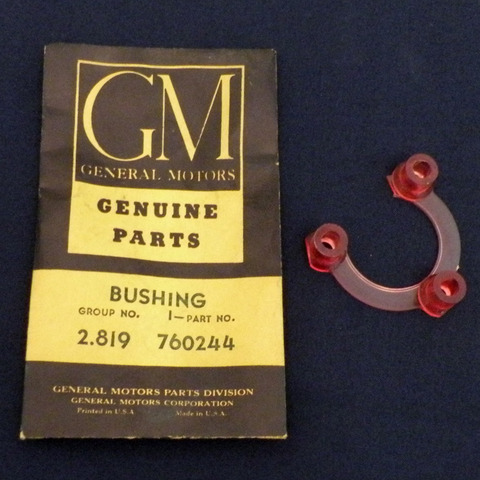 GM
GENERAL MOTORS
GENUINE
PARTS
BUSHING
GROUP NO. 1-PART NO.
2.819 760244
GENERAL MOTORS PARTS DIVISION
GENERAL MOTORS CORPORATION
Printed in U.S.A. Made in U.S.A.